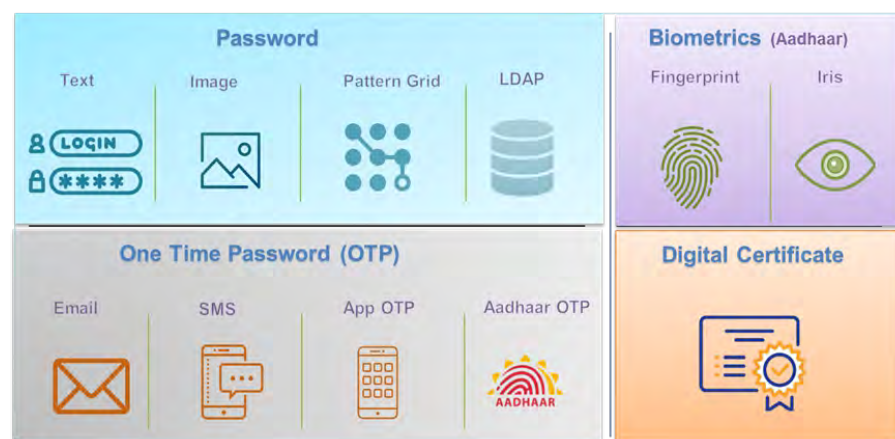 Password
Text
Image
Pattern Grid
LDAP
LOGIN
****
Biometrics (Aadhaar)
Fingerprint
Iris
One Time Password (OTP)
Email
SMS
App OTP
Aadhaar OTP
AADHAAR
Digital Certificate